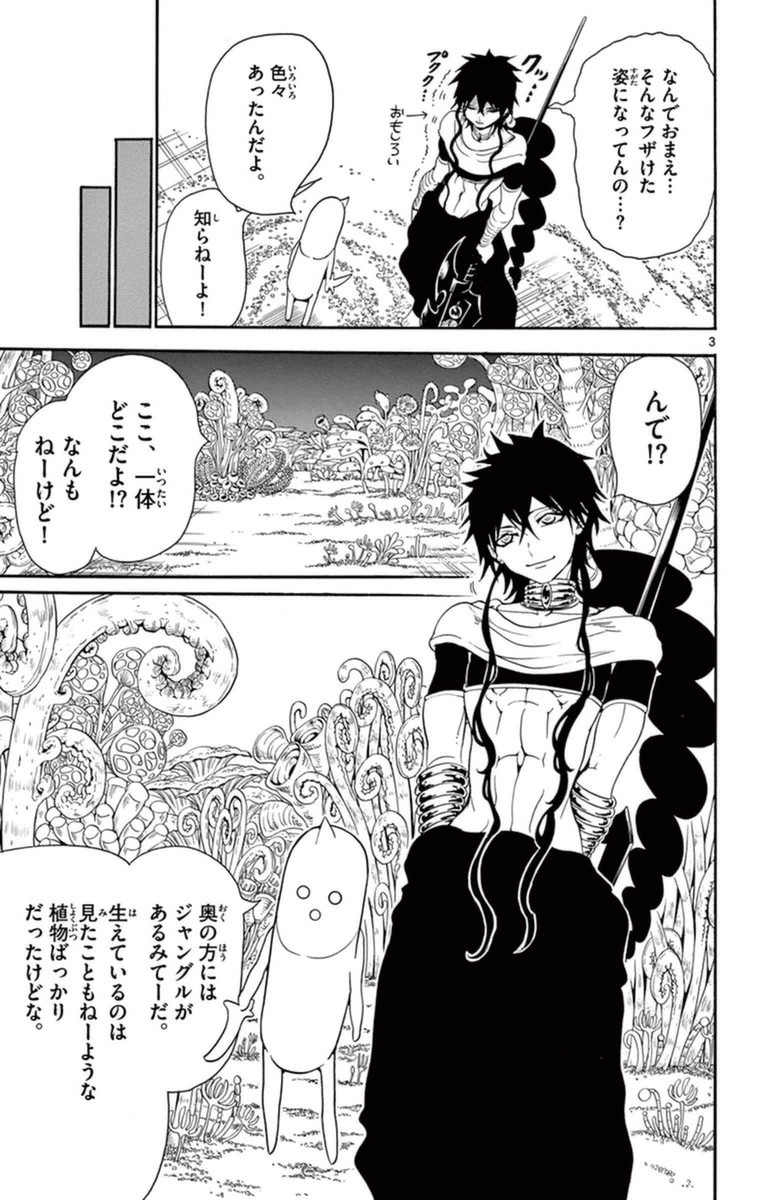 なんでおまえ…
そんなフザけた
姿になってんの…?
クッ…
プクク…
おもしろい
色々
あったんだよ。
知らねーよ!
3
んで!?
ここ、一体
どこだよ!?
なんも
ねーけど!
奥の方には
ジャングルが
あるみてーだ。
生えているのは
見たこともねーような
植物ばっかり
だったけどな。